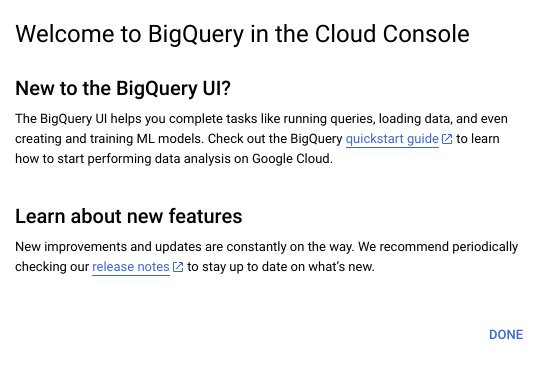 Welcome to BigQuery in the Cloud Console
New to the BigQuery UI?
The BigQuery UI helps you complete tasks like running queries, loading data, and even
creating and training ML models. Check out the BigQuery quickstart guide to learn
how to start performing data analysis on Google Cloud.
Learn about new features
New improvements and updates are constantly on the way. We recommend periodically
checking our release notes to stay up to date on what's new.
DONE